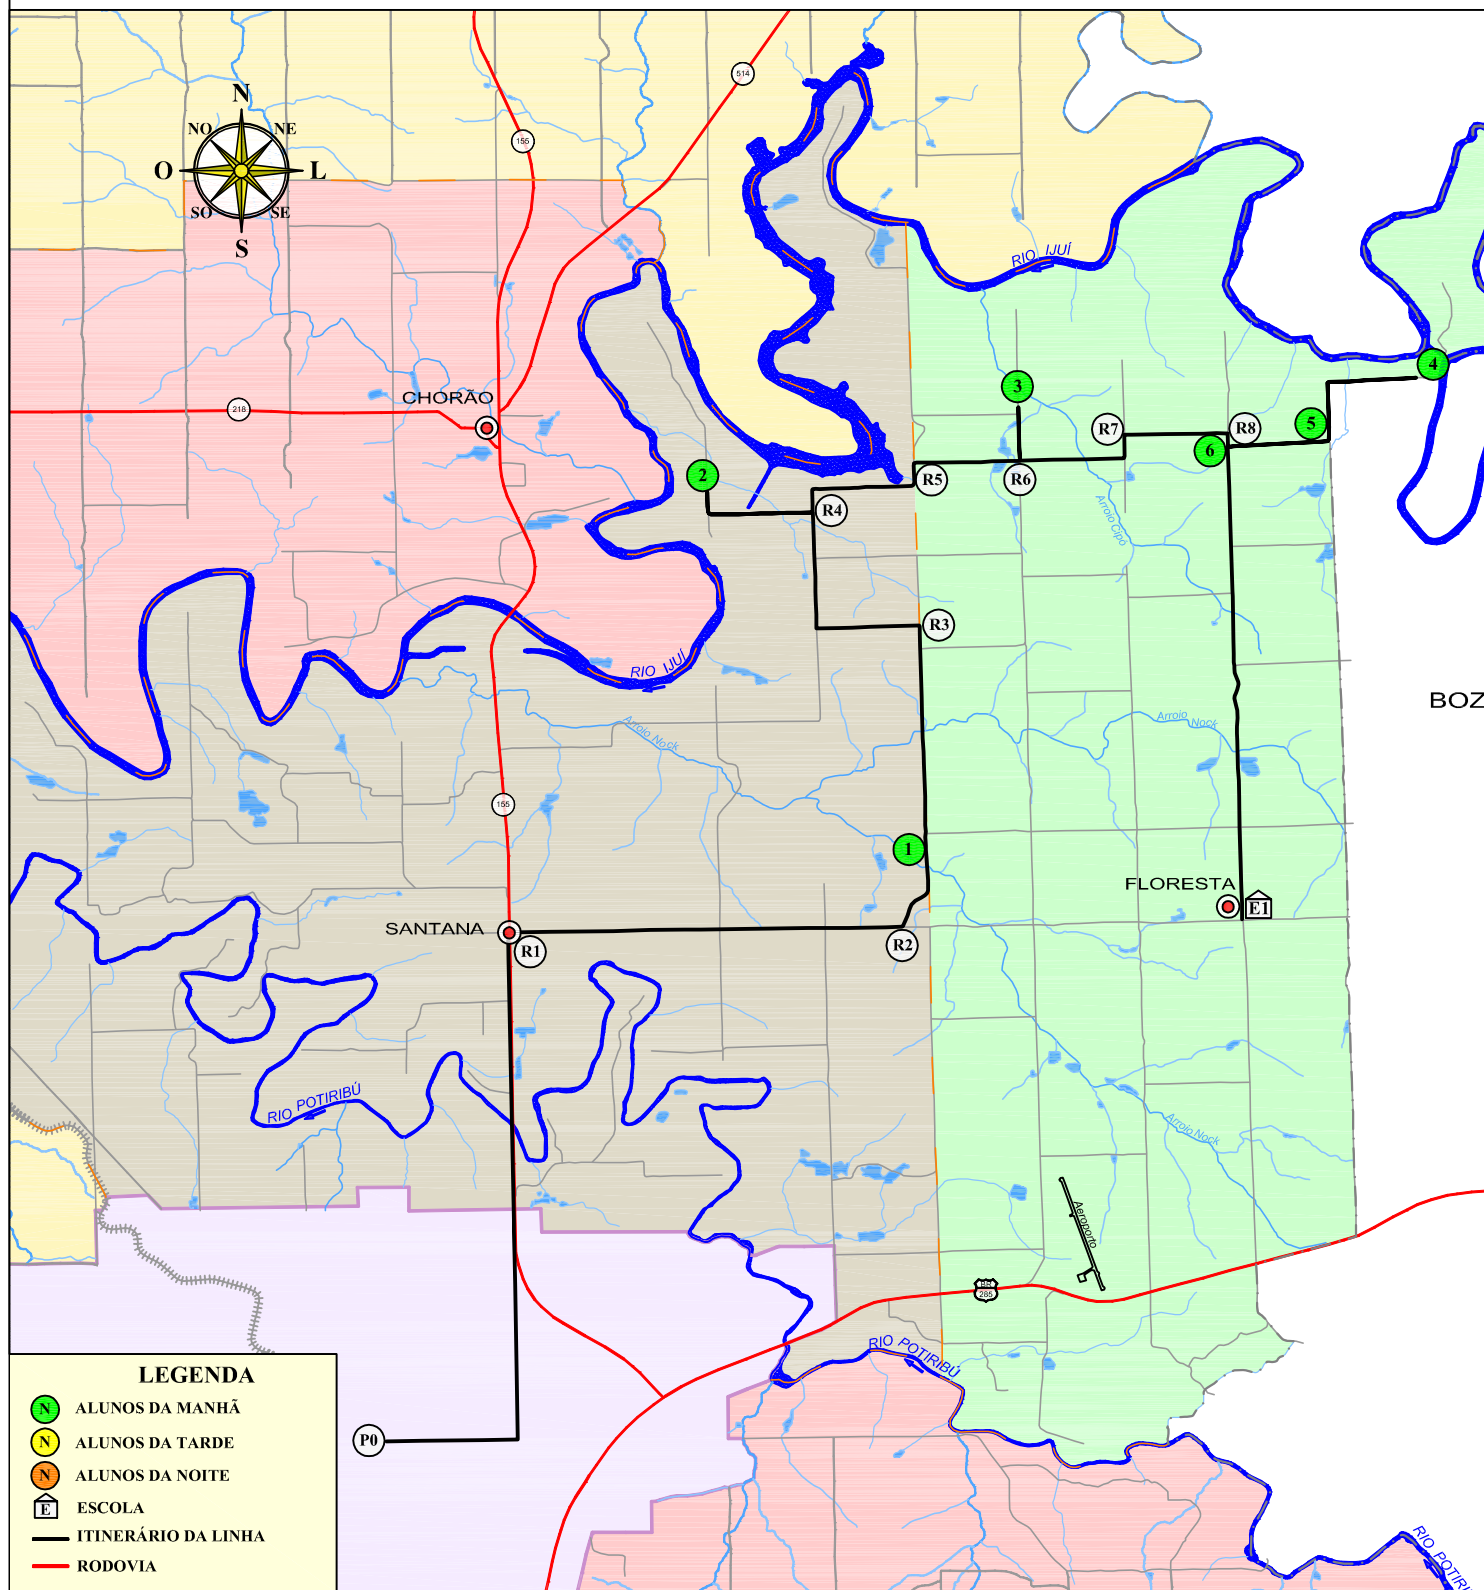 514
N
NO
NE
155
O
L
SO
SE
S
RIO IJUÍ
4
3
CHORÃO
218
5
R7
R8
6
2
R5
R6
R4
Arroio Cipó
R3
RIO IJUÍ
BOZ
Arroio Nock
Arroio Nock
155
1
FLORESTA
E1
SANTANA
R1
R2
RIO POTIRIBÚ
Arroio Nock
Aeroporto
BR
285
RIO POTIRIBÚ
LEGENDA
N ALUNOS DA MANHÃ
N ALUNOS DA TARDE
N ALUNOS DA NOITE
E ESCOLA
ITINERÁRIO DA LINHA
RODOVIA
P0
RIO POTIRI